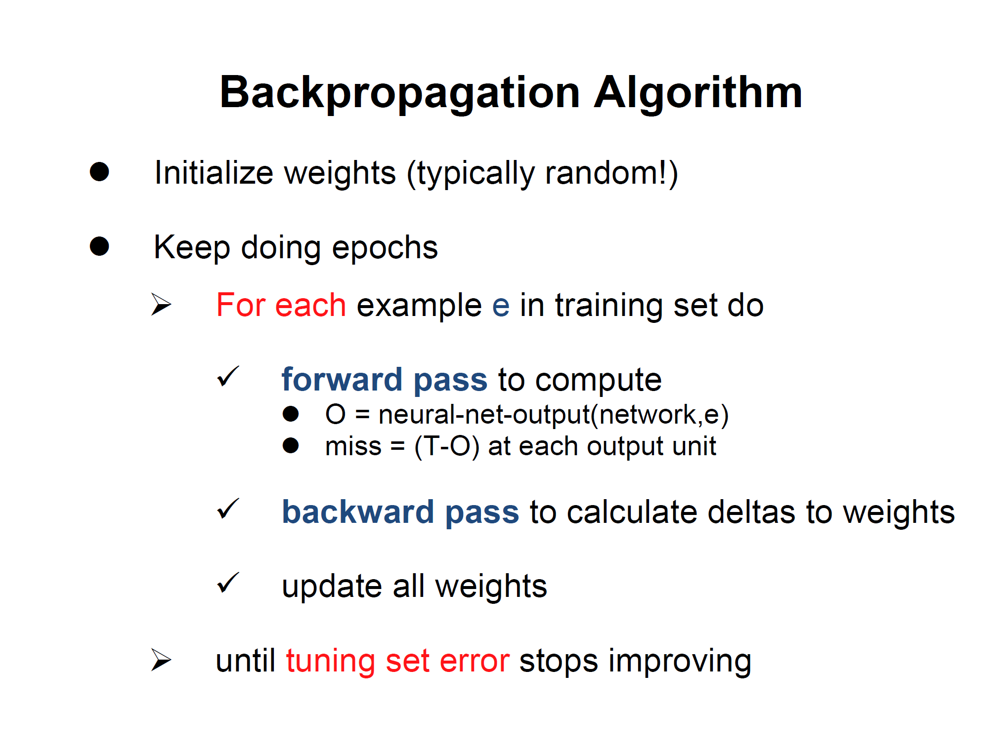 Backpropagation Algorithm
● Initialize weights (typically random!)
● Keep doing epochs
➢ For each example e in training set do
✓ forward pass to compute
● O = neural-net-output(network,e)
● miss = (T-O) at each output unit
✓ backward pass to calculate deltas to weights
✓ update all weights
➢ until tuning set error stops improving